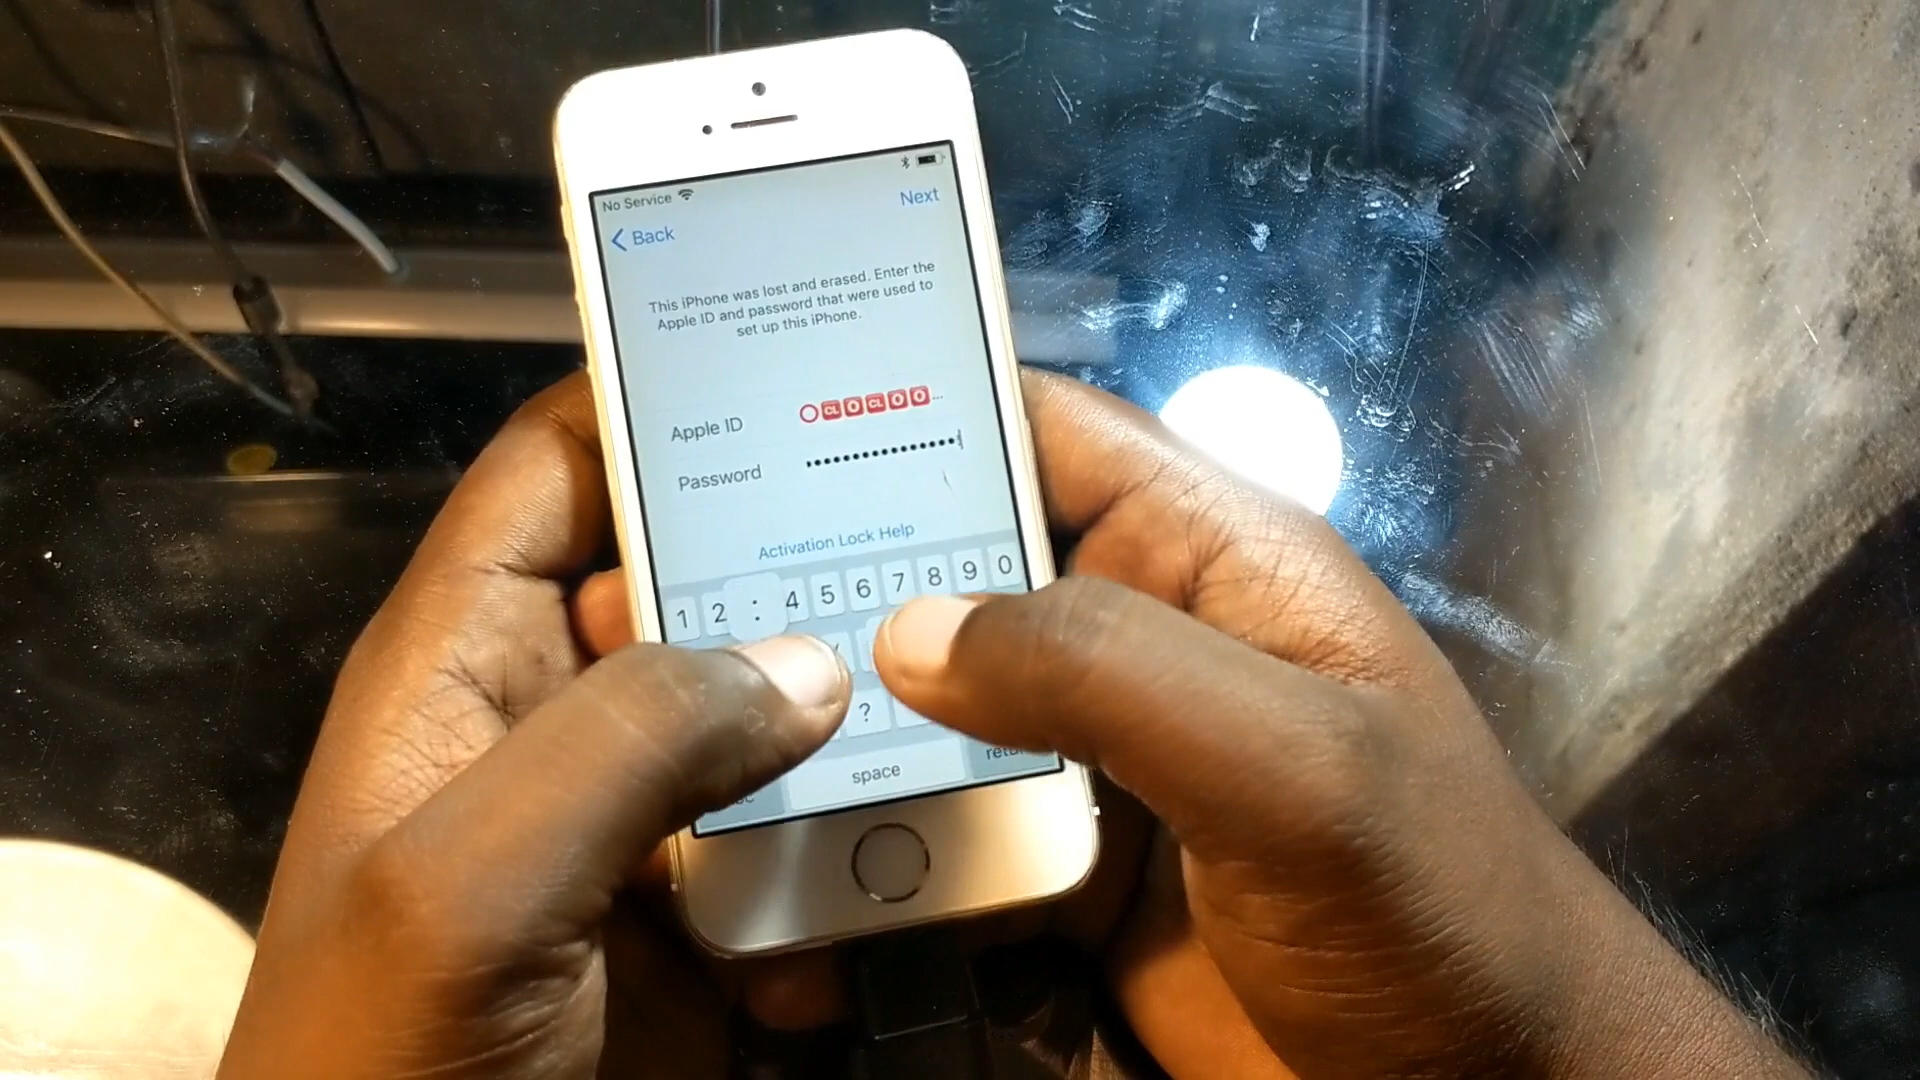 No Service
Next
Back
This iPhone was lost and erased. Enter the
Apple ID and password that were used to
set up this iPhone.
Apple ID ⭕🆑🅾️🆑🅾️🅾️...
Password ••••••••••••••••
Activation Lock Help
1 2 : 4 5 6 7 8 9 0
?
space